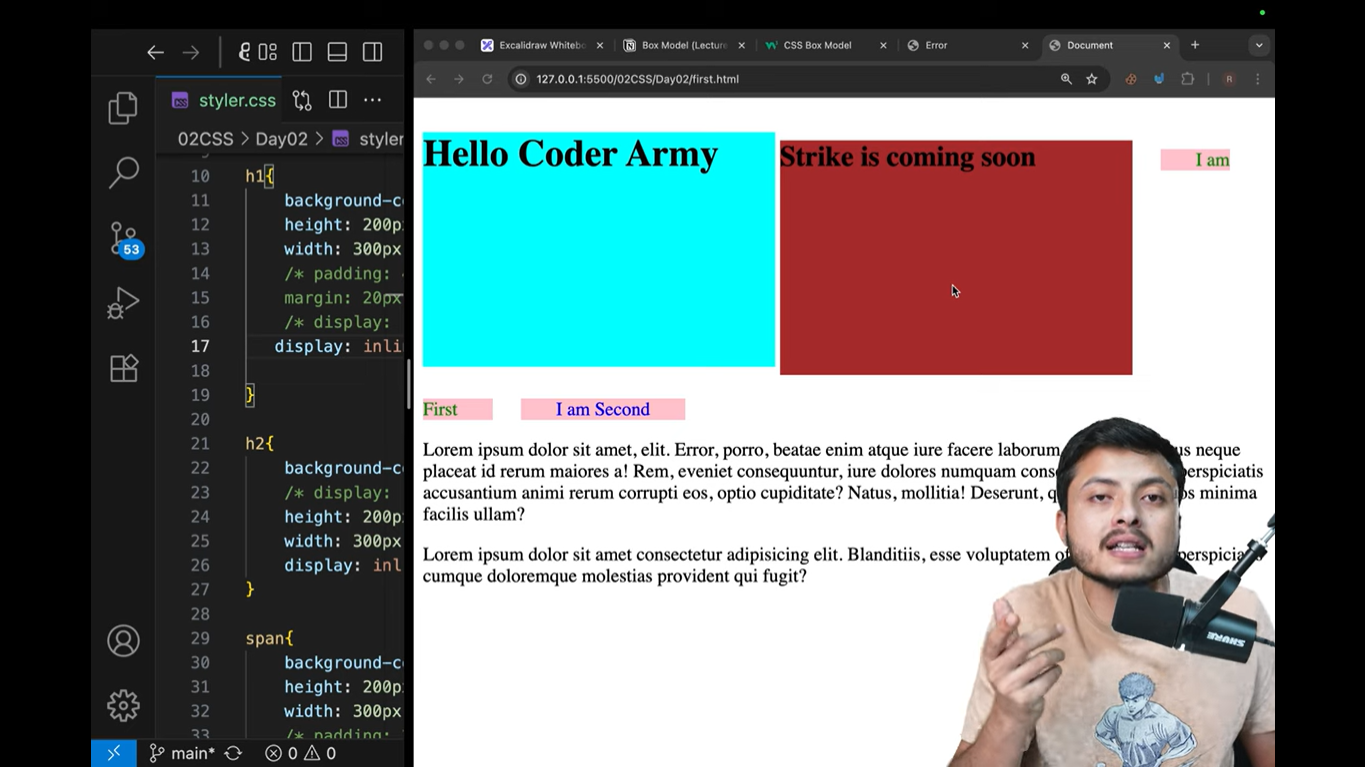 Excalidraw Whitebo
Box Model (Lecture
CSS Box Model
Error
Document
127.0.0.1:5500/02CSS/Day02/first.html
R
styler.css
02CSS > Day02 > styler
10 h1{
11 background-c
12 height: 200p
13 width: 300px
14 /* padding:
15 margin: 20px
16 /* display:
17 display: inli
18
19 }
20
21 h2{
22 background-c
23 /* display:
24 height: 200p
25 width: 300px
26 display: inl
27 }
28
29 span{
30 background-c
31 height: 200p
32 width: 300px
33 /* padding:
53
main* 0 0
Hello Coder Army
Strike is coming soon
I am
First
I am Second
Lorem ipsum dolor sit amet, elit. Error, porro, beatae enim atque iure facere laborum us neque
placeat id rerum maiores a! Rem, eveniet consequuntur, iure dolores numquam cons perspiciatis
accusantium animi rerum corrupti eos, optio cupiditate? Natus, mollitia! Deserunt, q os minima
facilis ullam?
Lorem ipsum dolor sit amet consectetur adipisicing elit. Blanditiis, esse voluptatem perspicia
cumque doloremque molestias provident qui fugit?
SHURE